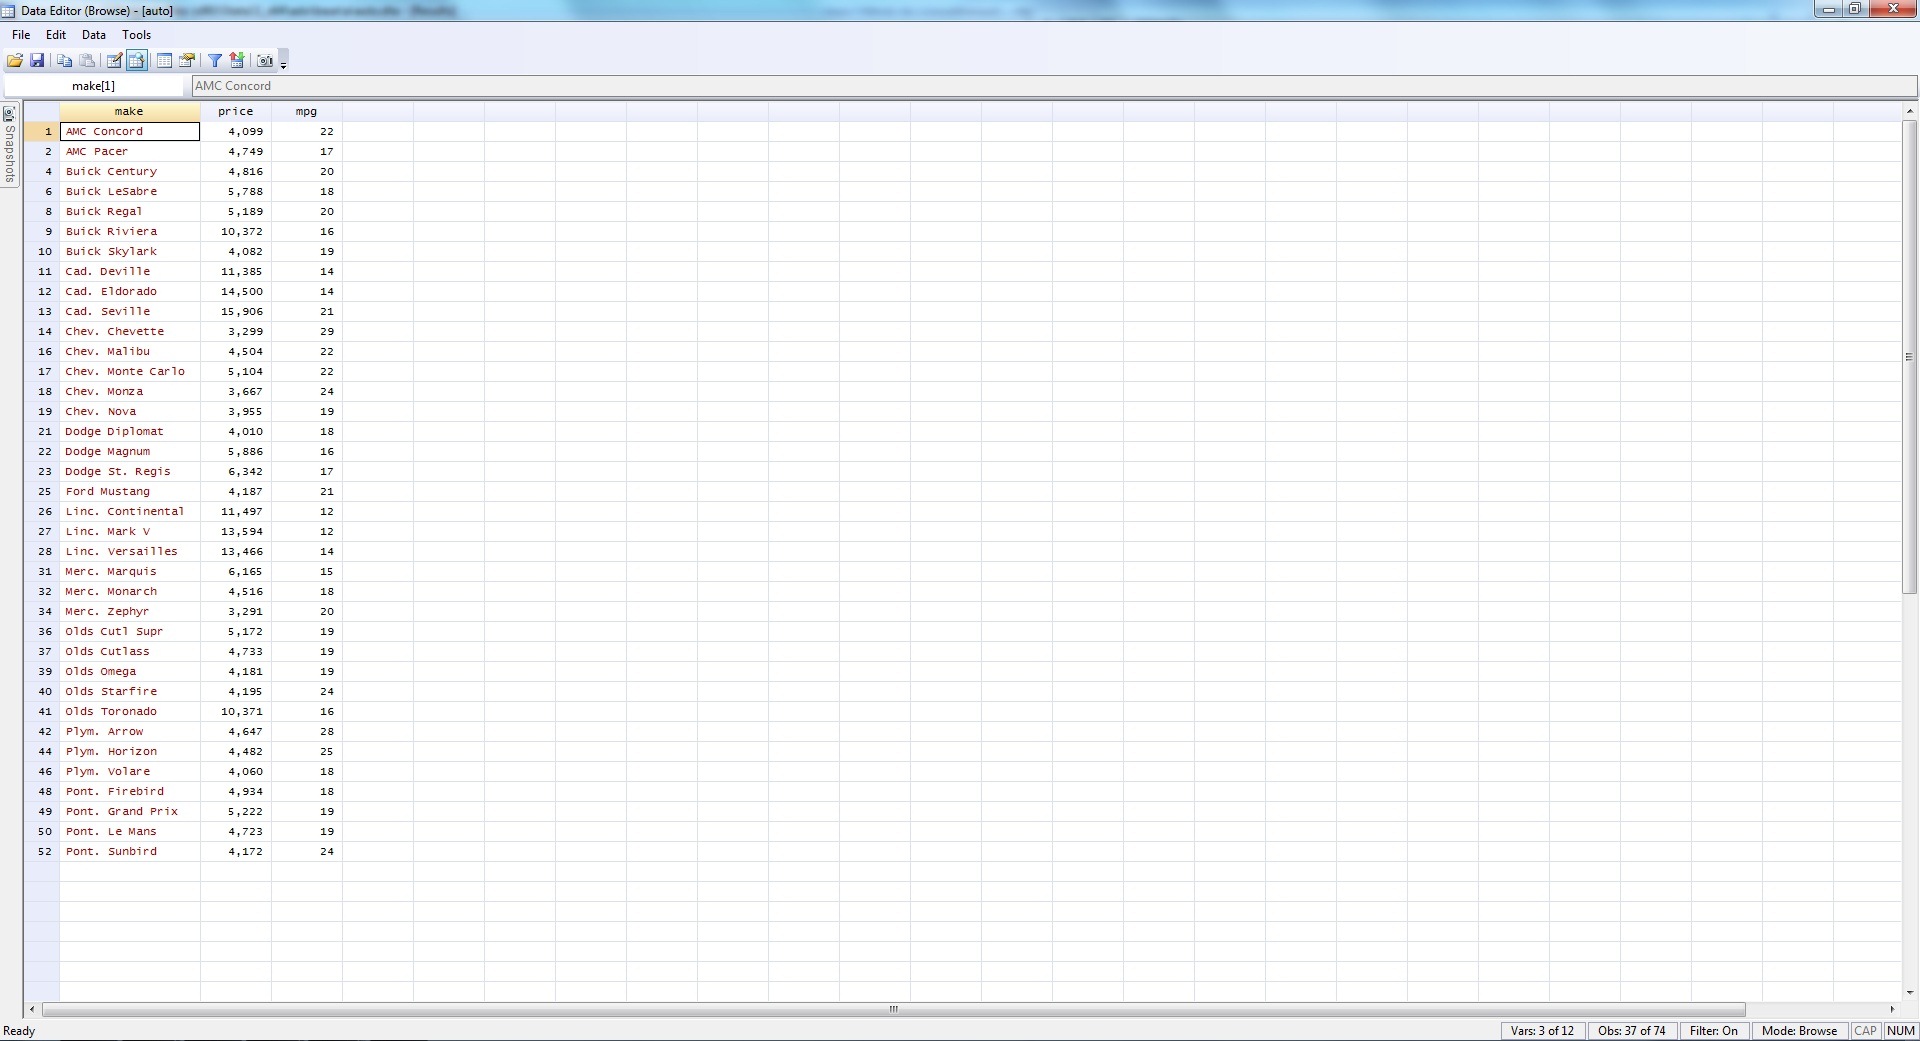 Data Editor (Browse) - [auto]
File Edit Data Tools
make[1] AMC Concord
Snapshots
make price mpg
1 AMC Concord 4,099 22
2 AMC Pacer 4,749 17
4 Buick Century 4,816 20
6 Buick LeSabre 5,788 18
8 Buick Regal 5,189 20
9 Buick Riviera 10,372 16
10 Buick Skylark 4,082 19
11 Cad. Deville 11,385 14
12 Cad. Eldorado 14,500 14
13 Cad. Seville 15,906 21
14 Chev. Chevette 3,299 29
16 Chev. Malibu 4,504 22
17 Chev. Monte Carlo 5,104 22
18 Chev. Monza 3,667 24
19 Chev. Nova 3,955 19
21 Dodge Diplomat 4,010 18
22 Dodge Magnum 5,886 16
23 Dodge St. Regis 6,342 17
25 Ford Mustang 4,187 21
26 Linc. Continental 11,497 12
27 Linc. Mark V 13,594 12
28 Linc. Versailles 13,466 14
31 Merc. Marquis 6,165 15
32 Merc. Monarch 4,516 18
34 Merc. Zephyr 3,291 20
36 Olds Cutl Supr 5,172 19
37 Olds Cutlass 4,733 19
39 Olds Omega 4,181 19
40 Olds Starfire 4,195 24
41 Olds Toronado 10,371 16
42 Plym. Arrow 4,647 28
44 Plym. Horizon 4,482 25
46 Plym. Volare 4,060 18
48 Pont. Firebird 4,934 18
49 Pont. Grand Prix 5,222 19
50 Pont. Le Mans 4,723 19
52 Pont. Sunbird 4,172 24
Ready Vars: 3 of 12 Obs: 37 of 74 Filter: On Mode: Browse CAP NUM